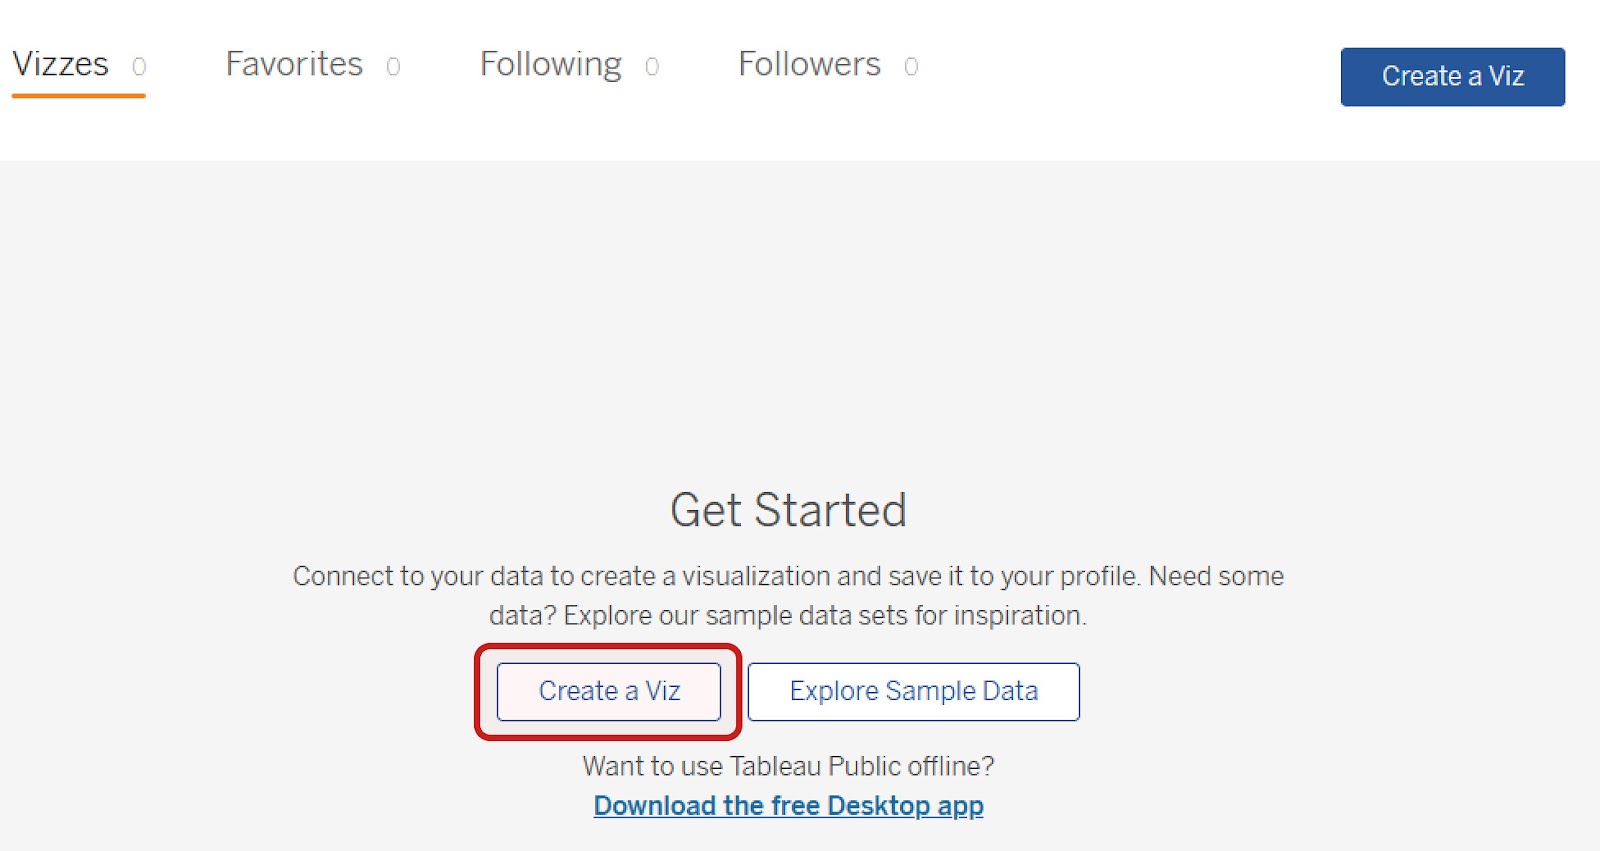 Vizzes 0 Favorites 0 Following 0 Followers 0 Create a Viz
Get Started
Connect to your data to create a visualization and save it to your profile. Need some
data? Explore our sample data sets for inspiration.
Create a Viz Explore Sample Data
Want to use Tableau Public offline?
Download the free Desktop app